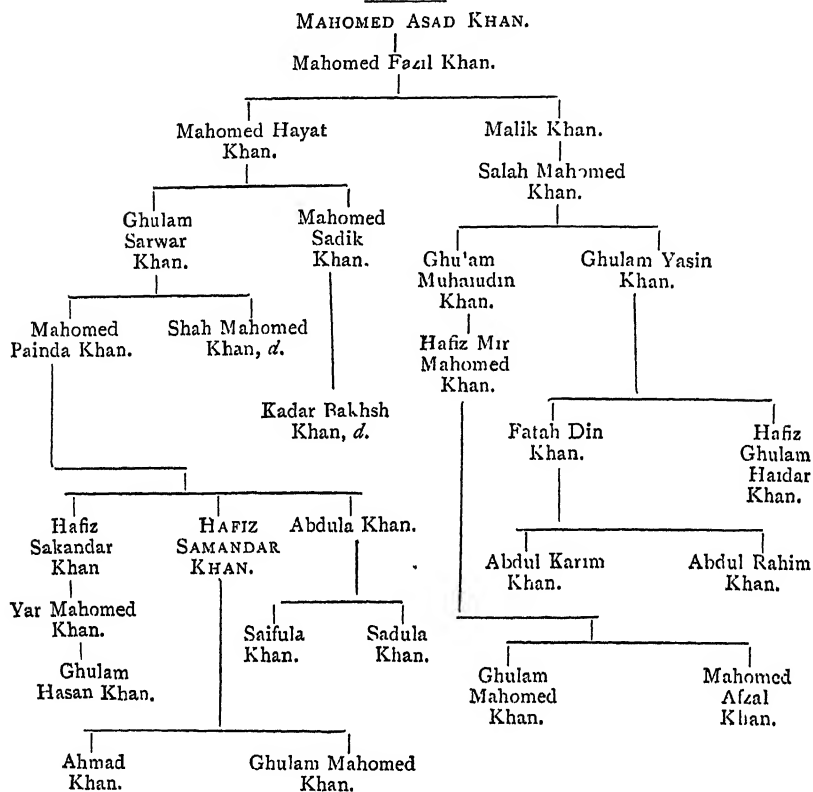 MAHOMED ASAD KHAN.
Mahomed Fazil Khan.
Mahomed Hayat
Khan.
Malik Khan.
Salah Mahomed
Khan.
Ghulam
Sarwar
Khan.
Mahomed
Sadik
Khan.
Ghu'am
Muhaiudin
Khan.
Ghulam Yasin
Khan.
Mahomed
Painda Khan.
Shah Mahomed
Khan, d.
Hafiz Mir
Mahomed
Khan.
Kadar Bakhsh
Khan, d.
Fatah Din
Khan.
Hafiz
Ghulam
Haidar
Khan.
Hafiz
Sakandar
Khan
HAFIZ
SAMANDAR
KHAN.
Abdula Khan.
Abdul Karim
Khan.
Abdul Rahim
Khan.
Yar Mahomed
Khan.
Saifula
Khan.
Sadula
Khan.
Ghulam
Hasan Khan.
Ghulam
Mahomed
Khan.
Mahomed
Afzal
Khan.
Ahmad
Khan.
Ghulam Mahomed
Khan.